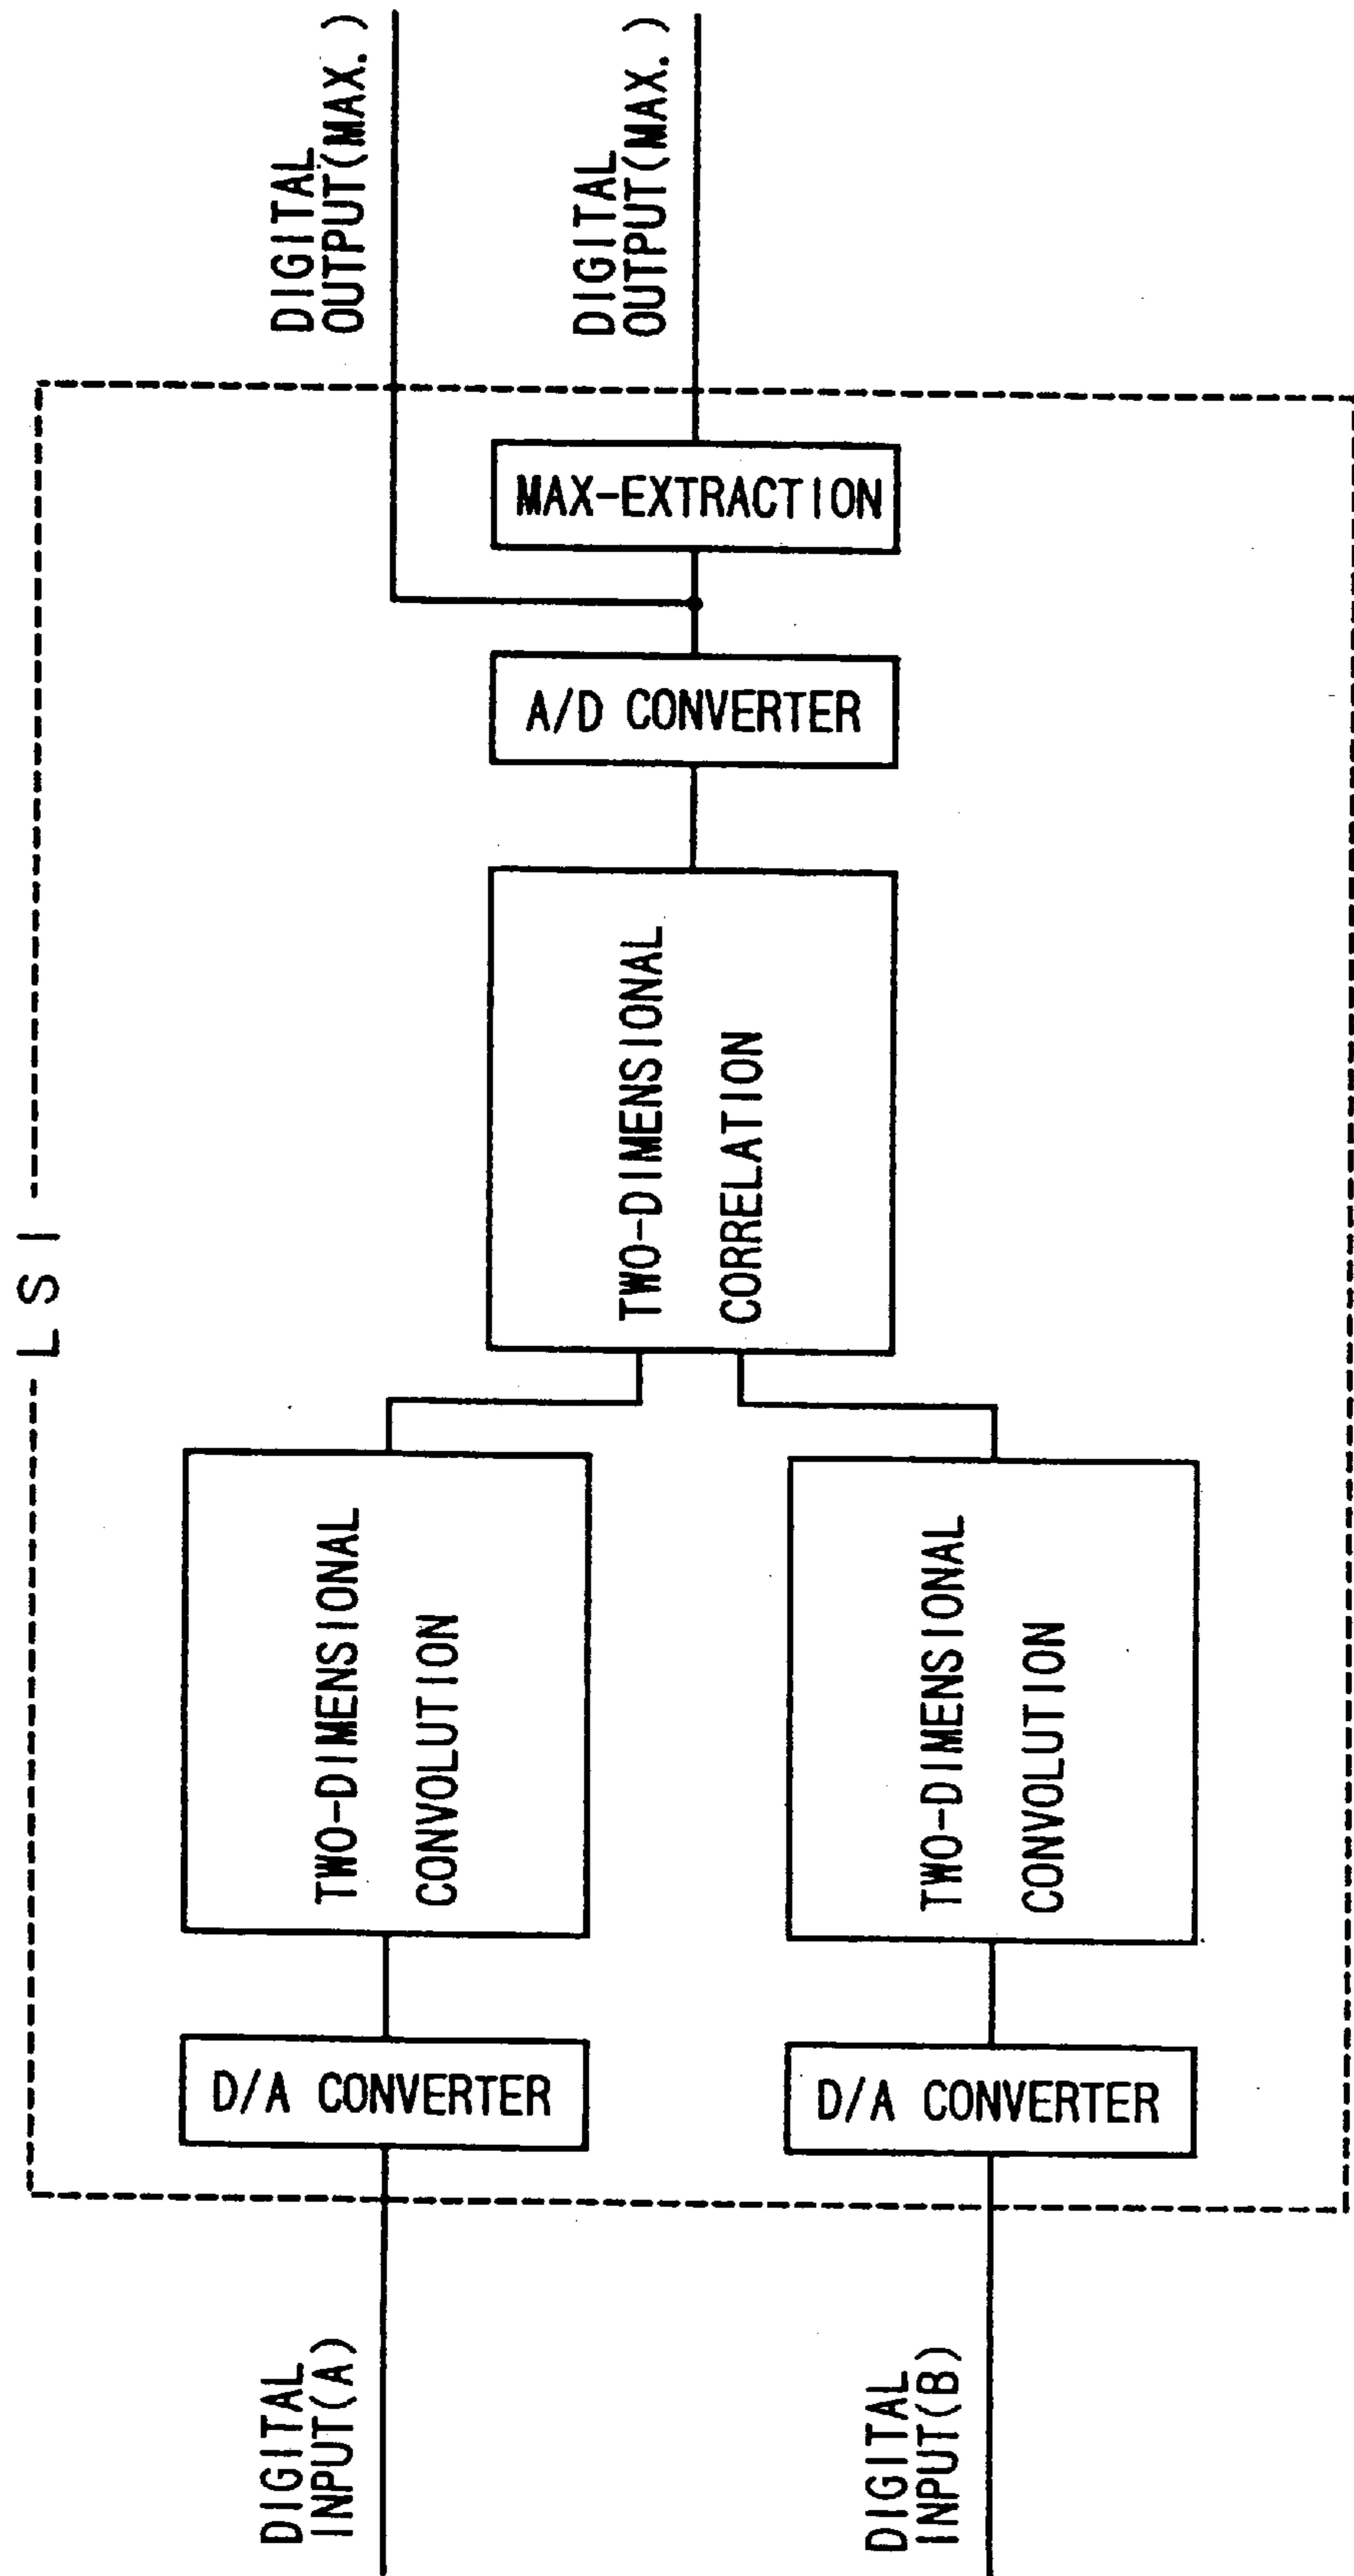 L S I
DIGITAL
INPUT(A)
D/A CONVERTER
TWO-DIMENSIONAL
CONVOLUTION
DIGITAL
INPUT(B)
D/A CONVERTER
TWO-DIMENSIONAL
CONVOLUTION
TWO-DIMENSIONAL
CORRELATION
A/D CONVERTER
MAX-EXTRACTION
DIGITAL
OUTPUT(MAX.)
DIGITAL
OUTPUT(MAX.)